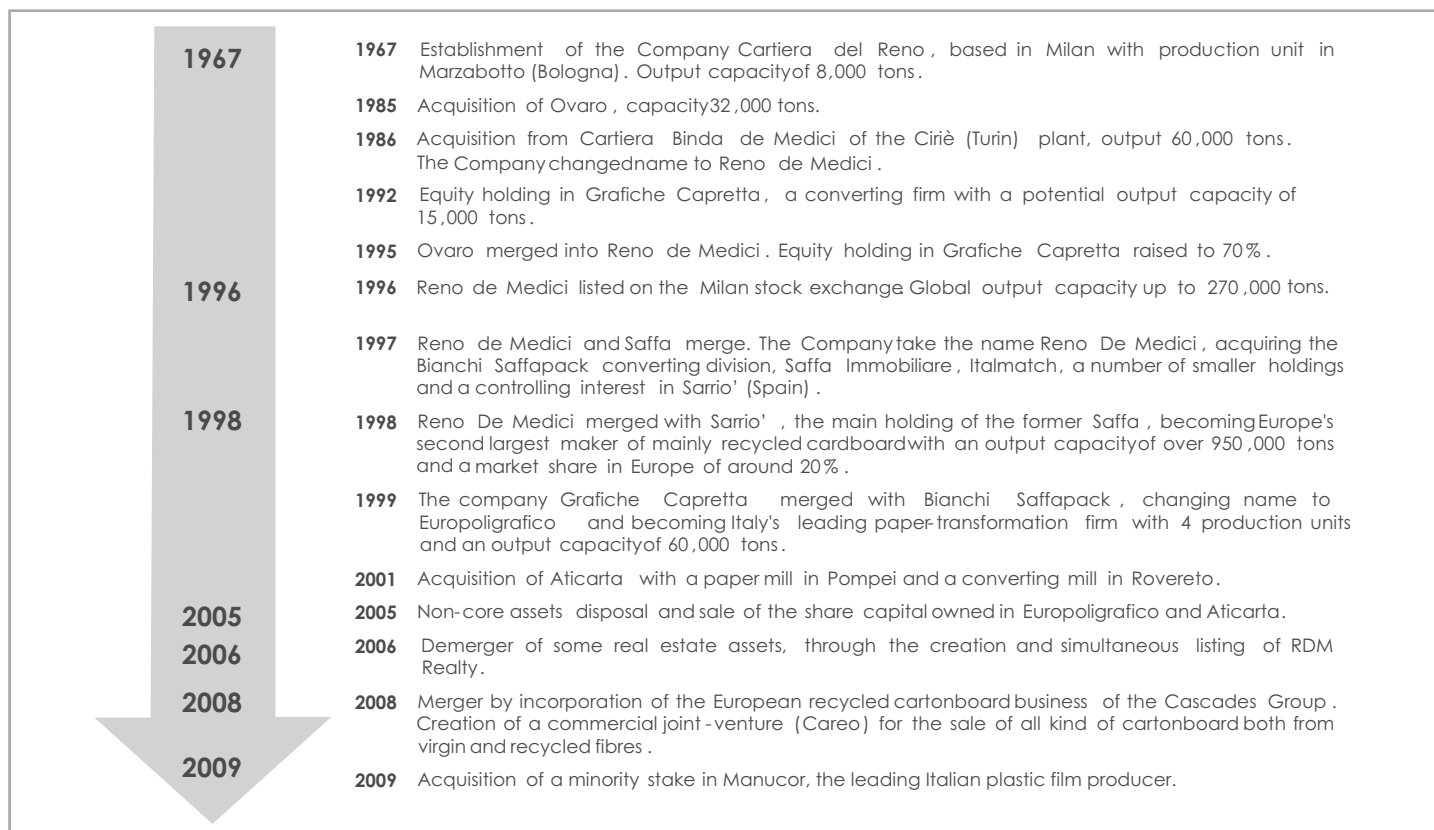 1967
1967 Establishment of the Company Cartiera del Reno, based in Milan with production unit in
Marzabotto (Bologna). Output capacityof 8,000 tons.
1985 Acquisition of Ovaro, capacity32,000 tons.
1986 Acquisition from Cartiera Binda de Medici of the Ciriè (Turin) plant, output 60,000 tons.
The Companychangedname to Reno de Medici.
1992 Equity holding in Grafiche Capretta, a converting firm with a potential output capacity of
15,000 tons.
1995 Ovaro merged into Reno de Medici. Equity holding in Grafiche Capretta raised to 70%.
1996
1996 Reno de Medici listed on the Milan stock exchange. Global output capacity up to 270,000 tons.
1997 Reno de Medici and Saffa merge. The Companytake the name Reno De Medici, acquiring the
Bianchi Saffapack converting division, Saffa Immobiliare, Italmatch, a number of smaller holdings
and a controlling interest in Sarrio' (Spain).
1998
1998 Reno De Medici merged with Sarrio', the main holding of the former Saffa, becomingEurope's
second largest maker of mainly recycled cardboardwith an output capacityof over 950,000 tons
and a market share in Europe of around 20%.
1999 The company Grafiche Capretta merged with Bianchi Saffapack, changing name to
Europoligrafico and becoming Italy's leading paper-transformation firm with 4 production units
and an output capacityof 60,000 tons.
2001 Acquisition of Aticarta with a paper mill in Pompei and a converting mill in Rovereto.
2005
2005 Non-core assets disposal and sale of the share capital owned in Europoligrafico and Aticarta.
2006
2006 Demerger of some real estate assets, through the creation and simultaneous listing of RDM
Realty.
2008
2008 Merger by incorporation of the European recycled cartonboard business of the Cascades Group.
Creation of a commercial joint-venture (Careo) for the sale of all kind of cartonboard both from
virgin and recycled fibres.
2009
2009 Acquisition of a minority stake in Manucor, the leading Italian plastic film producer.